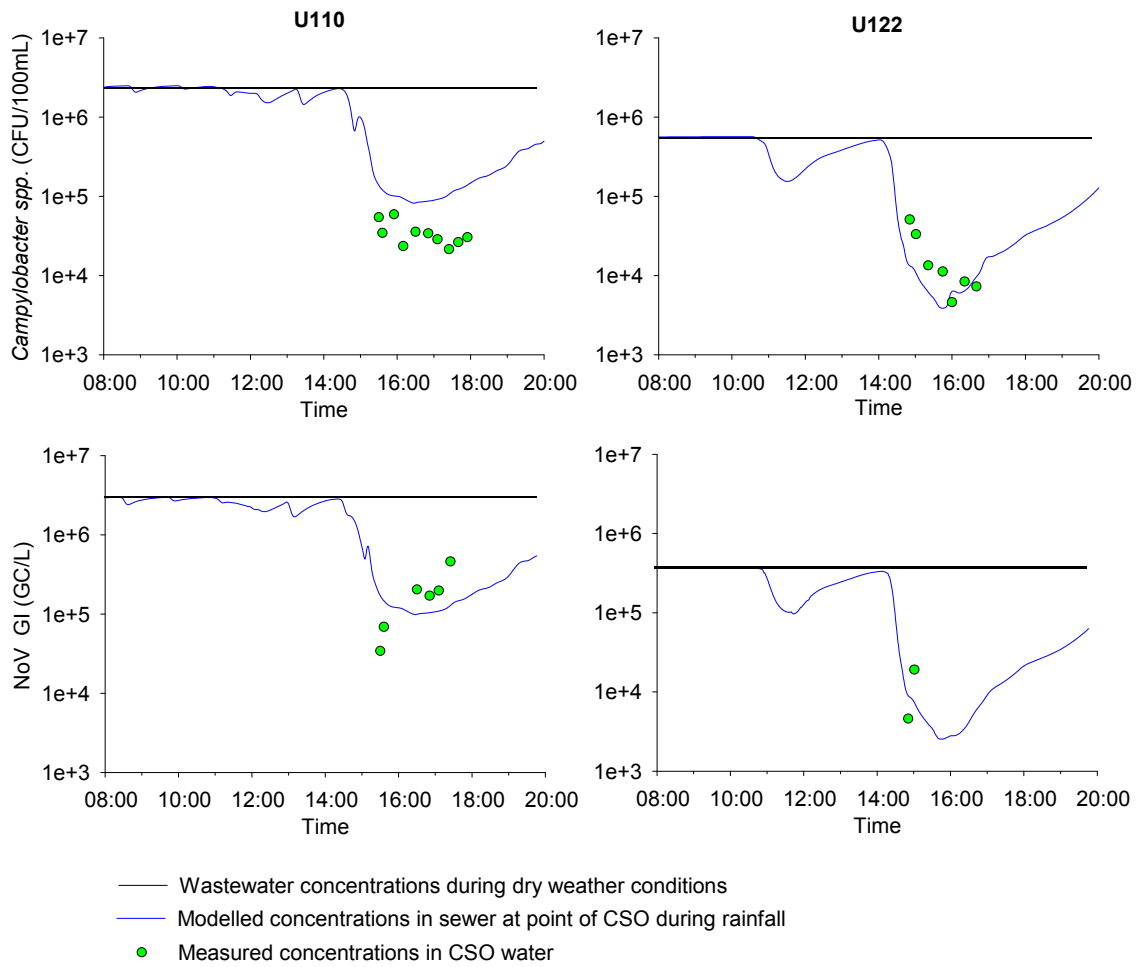 U110
U122
Campylobacter spp. (CFU/100mL)
1e+7
1e+6
1e+5
1e+4
1e+3
08:00 10:00 12:00 14:00 16:00 18:00 20:00
Time
1e+7
1e+6
1e+5
1e+4
1e+3
08:00 10:00 12:00 14:00 16:00 18:00 20:00
Time
NoV GI (GC/L)
1e+7
1e+6
1e+5
1e+4
1e+3
08:00 10:00 12:00 14:00 16:00 18:00 20:00
Time
1e+7
1e+6
1e+5
1e+4
1e+3
08:00 10:00 12:00 14:00 16:00 18:00 20:00
Time
Wastewater concentrations during dry weather conditions
Modelled concentrations in sewer at point of CSO during rainfall
Measured concentrations in CSO water